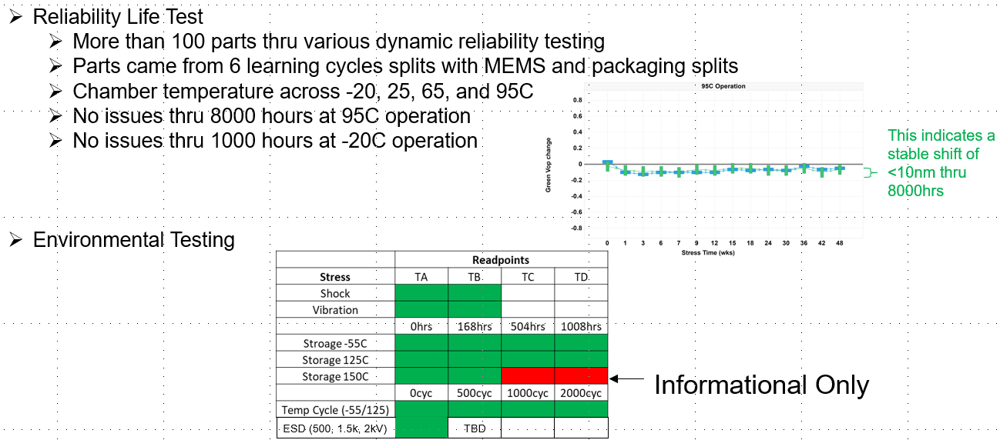 ➢ Reliability Life Test
➢ More than 100 parts thru various dynamic reliability testing
➢ Parts came from 6 learning cycles splits with MEMS and packaging splits
➢ Chamber temperature across -20, 25, 65, and 95C
➢ No issues thru 8000 hours at 95C operation
➢ No issues thru 1000 hours at -20C operation
95C Operation
Green Vop change
0.8
0.6
0.4
0.2
0
-0.2
-0.4
-0.6
-0.8
0 1 3 6 7 9 12 15 18 24 30 36 42 48
Stress Time (wks)
This indicates a
stable shift of
<10nm thru
8000hrs
➢ Environmental Testing
Readpoints
Stress TA TB TC TD
Shock
Vibration
0hrs 168hrs 504hrs 1008hrs
Stroage -55C
Storage 125C
Storage 150C
Informational Only
0cyc 500cyc 1000cyc 2000cyc
Temp Cycle (-55/125)
ESD (500, 1.5k, 2kV) TBD